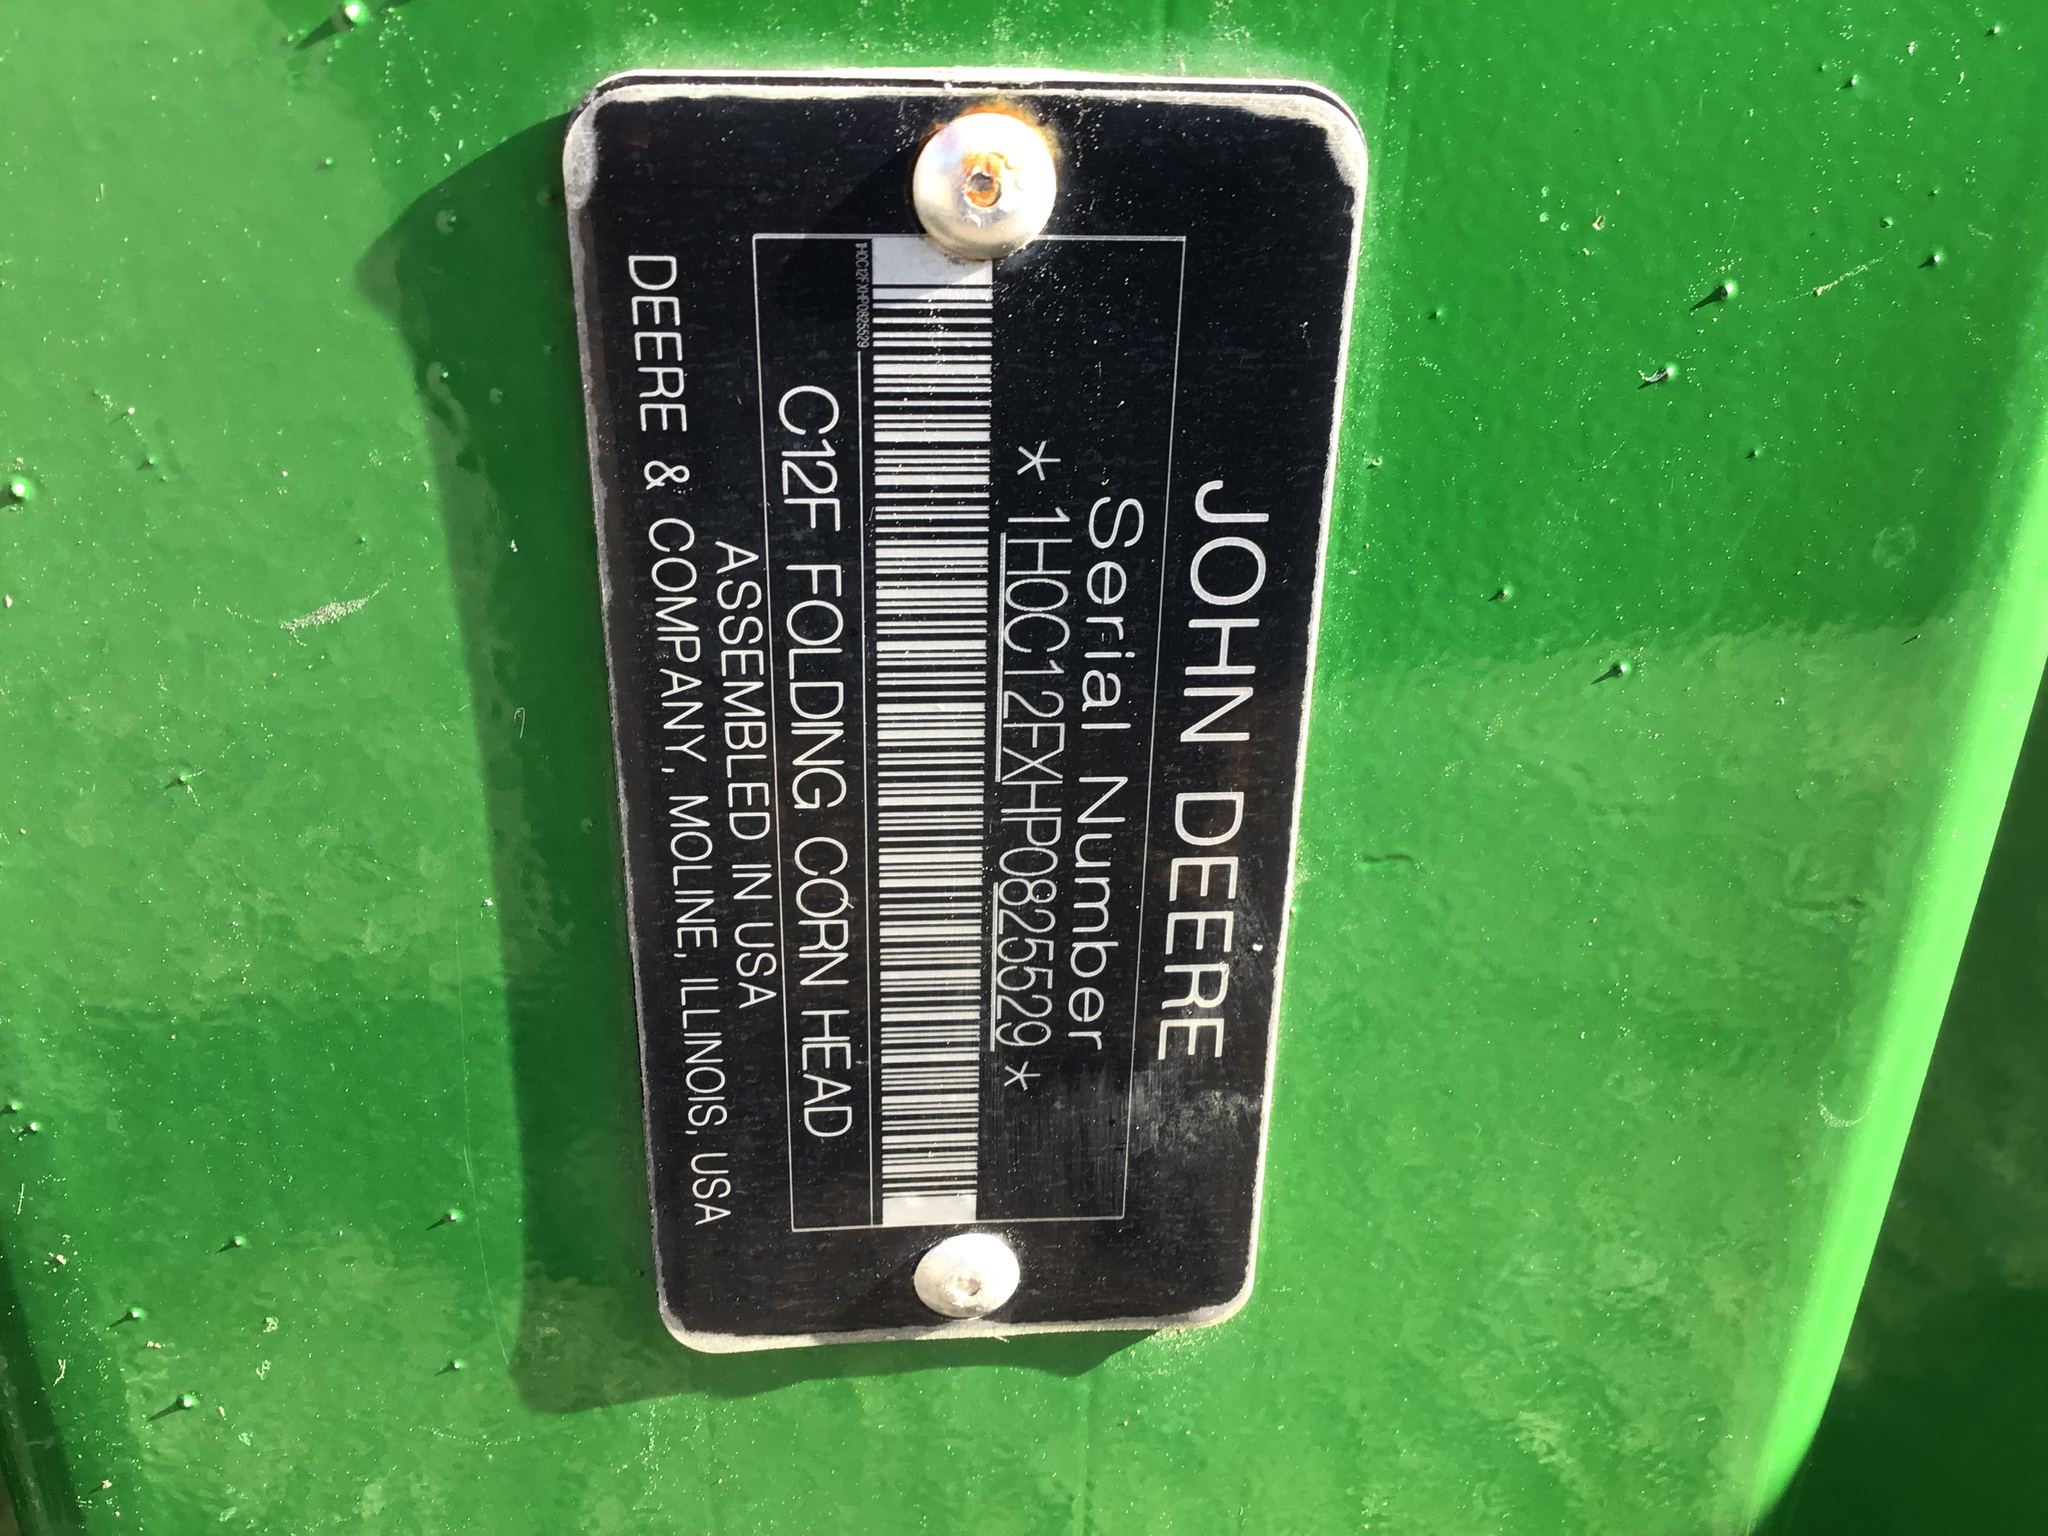 JOHN DEERE
Serial Number
* 1H0C12FXHP0825529 *
1H0C12FXHP0825529
C12F FOLDING CORN HEAD
ASSEMBLED IN USA
DEERE & COMPANY, MOLINE, ILLINOIS, USA